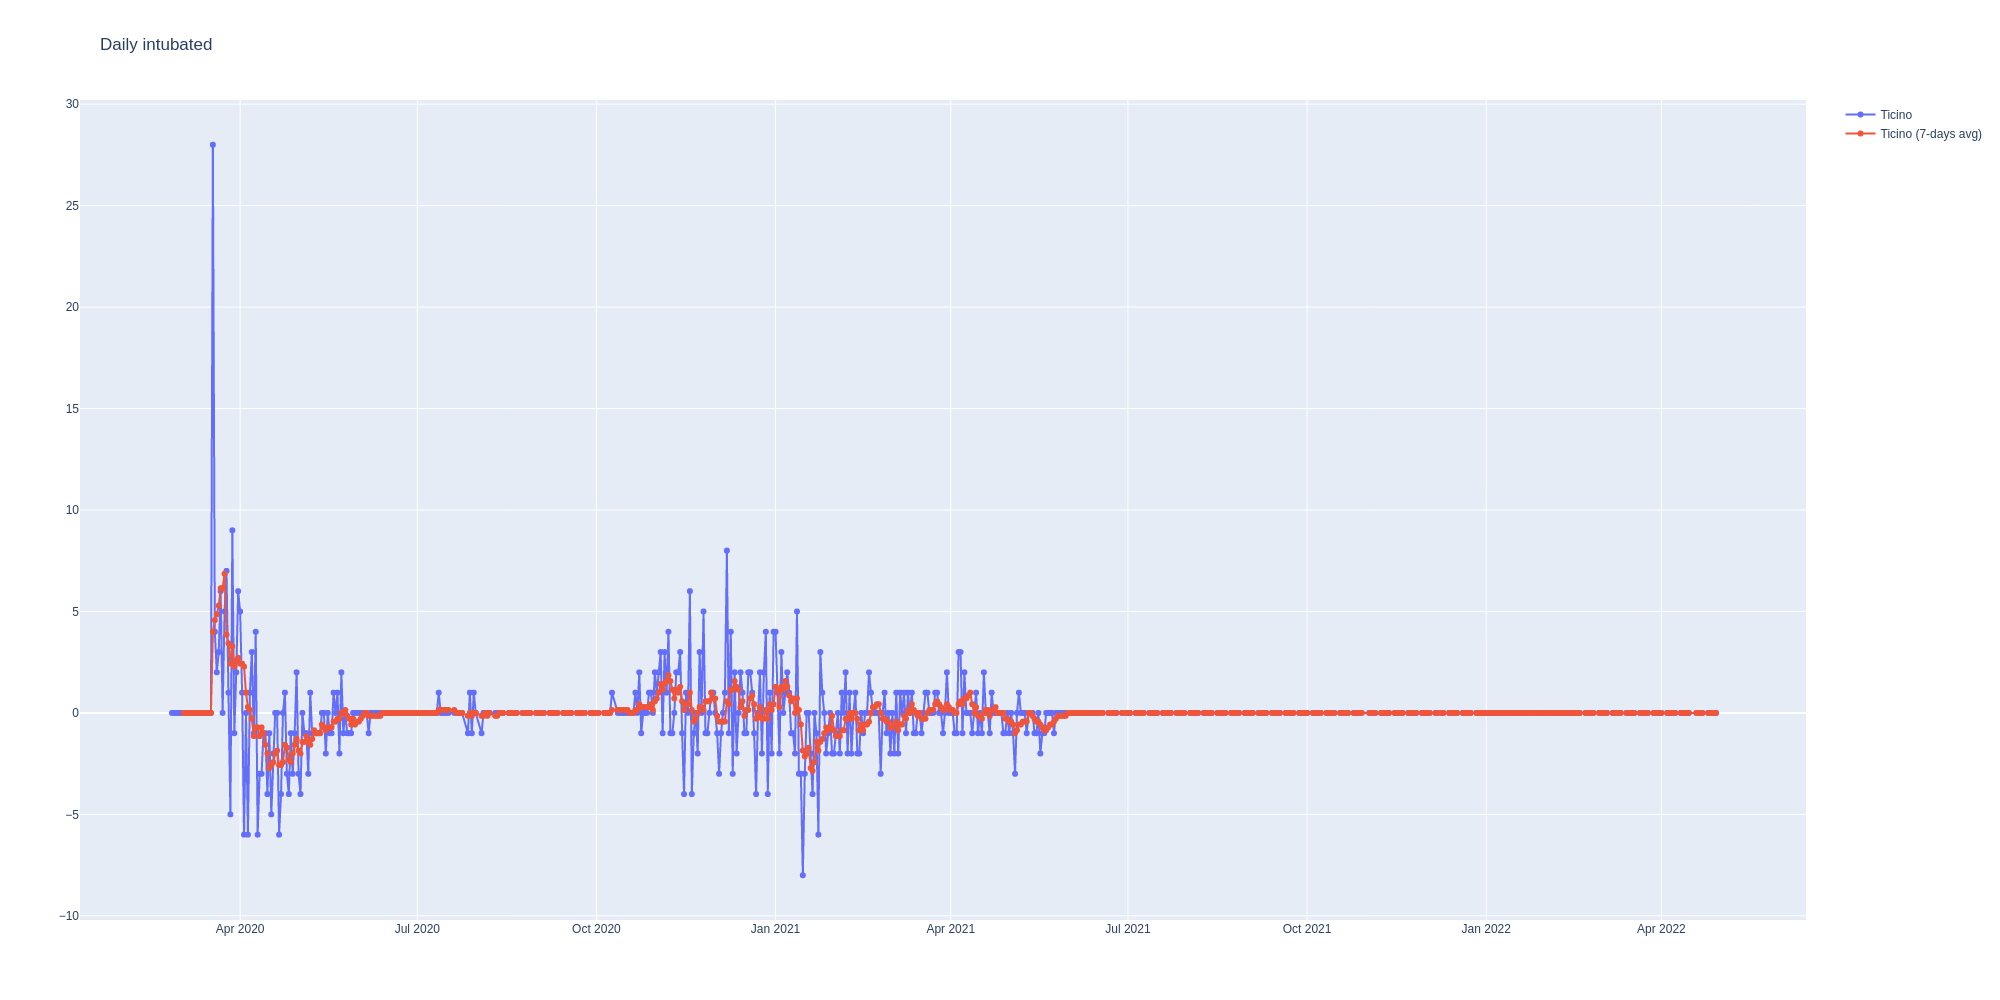 Daily intubated
Ticino
Ticino (7-days avg)
30
25
20
15
10
5
0
−5
−10
Apr 2020
Jul 2020
Oct 2020
Jan 2021
Apr 2021
Jul 2021
Oct 2021
Jan 2022
Apr 2022